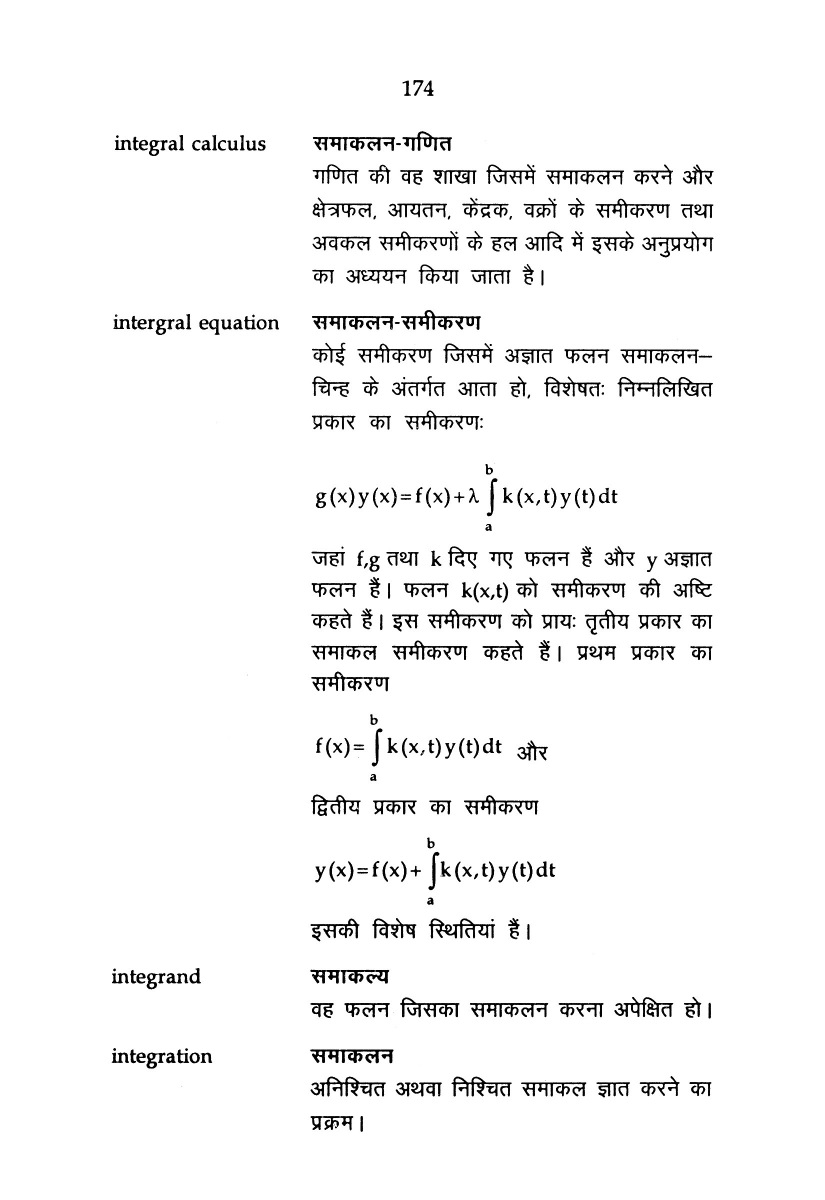 174
integral calculus समाकलन-गणित
गणित की वह शाखा जिसमें समाकलन करने और
क्षेत्रफल, आयतन, केंद्रक, वक्रों के समीकरण तथा
अवकल समीकरणों के हल आदि में इसके अनुप्रयोग
का अध्ययन किया जाता है।
intergral equation समाकलन-समीकरण
कोई समीकरण जिसमें अज्ञात फलन समाकलन–
चिन्ह के अंतर्गत आता हो, विशेषतः निम्नलिखित
प्रकार का समीकरणः
b
g(x)y(x)=f(x)+λ∫k(x,t)y(t)dt
a
जहां f,g तथा k दिए गए फलन हैं और y अज्ञात
फलन हैं। फलन k(x,t) को समीकरण की अष्टि
कहते हैं। इस समीकरण को प्रायः तृतीय प्रकार का
समाकल समीकरण कहते हैं। प्रथम प्रकार का
समीकरण
b
f(x)=∫k(x,t)y(t)dt और
a
द्वितीय प्रकार का समीकरण
b
y(x)=f(x)+∫k(x,t)y(t)dt
a
इसकी विशेष स्थितियां हैं।
integrand समाकल्य
वह फलन जिसका समाकलन करना अपेक्षित हो।
integration समाकलन
अनिश्चित अथवा निश्चित समाकल ज्ञात करने का
प्रक्रम।